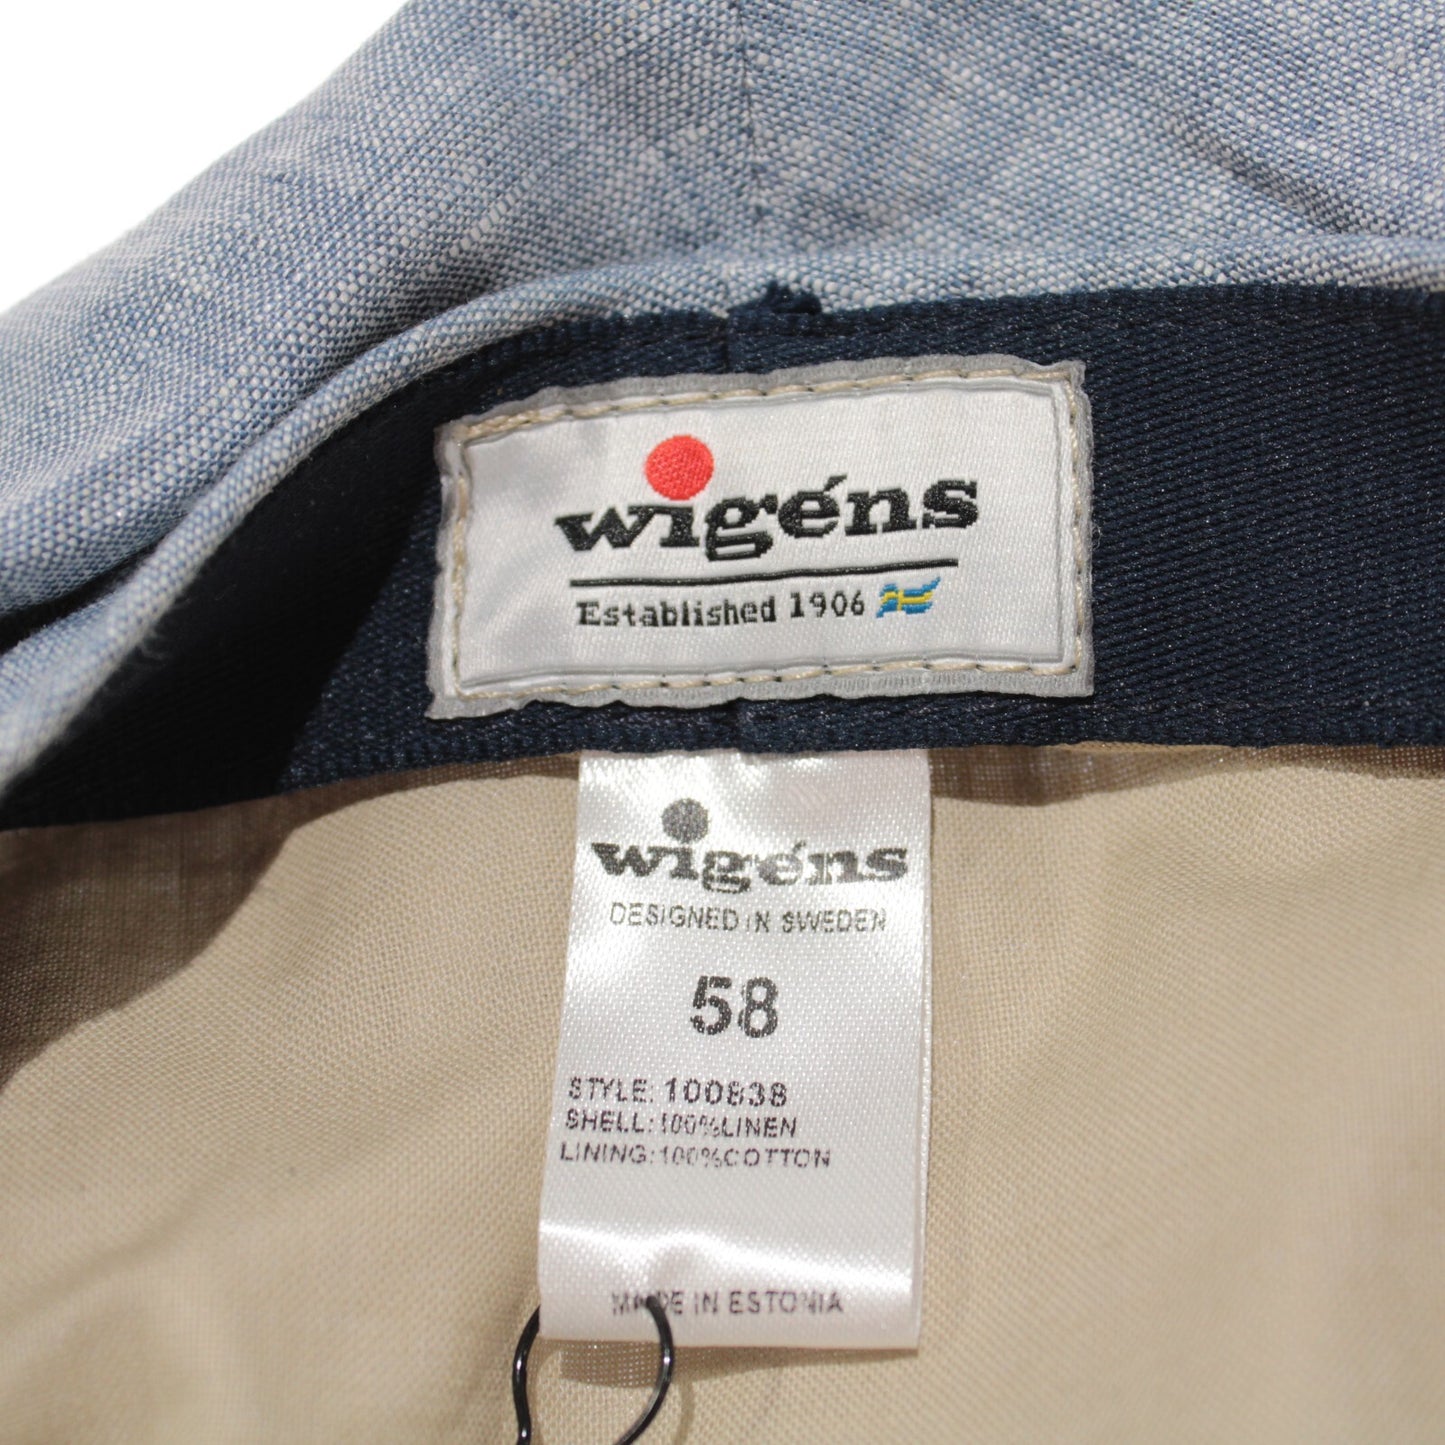 wigéns
Established 1906
wigéns
DESIGNED IN SWEDEN
58
STYLE: 100838
SHELL:100%LINEN
LINING:100%COTTON
MADE IN ESTONIA